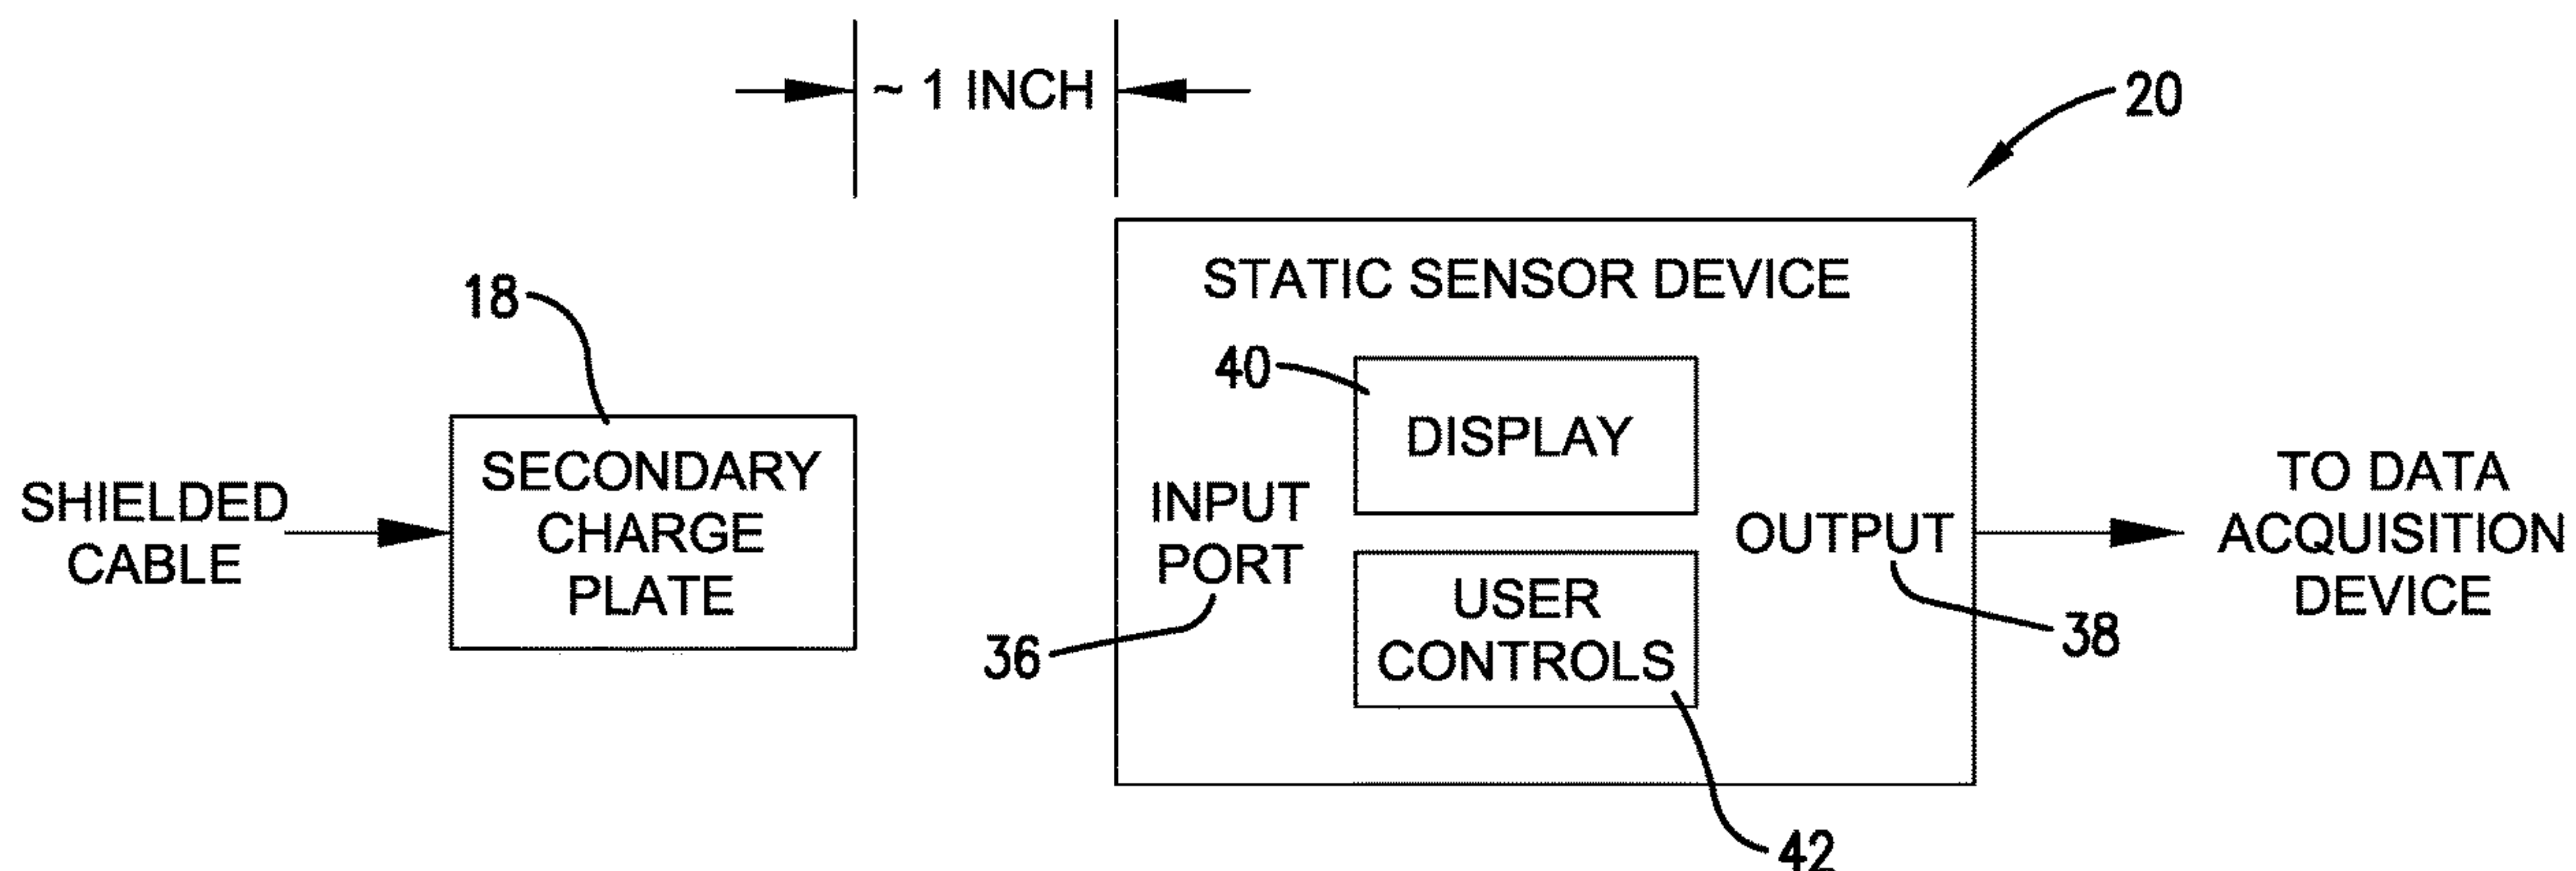 ~ 1 INCH
20
18
STATIC SENSOR DEVICE
40
DISPLAY
SHIELDED
CABLE
SECONDARY
CHARGE
PLATE
INPUT
PORT
36
USER
CONTROLS
42
OUTPUT
38
TO DATA
ACQUISITION
DEVICE